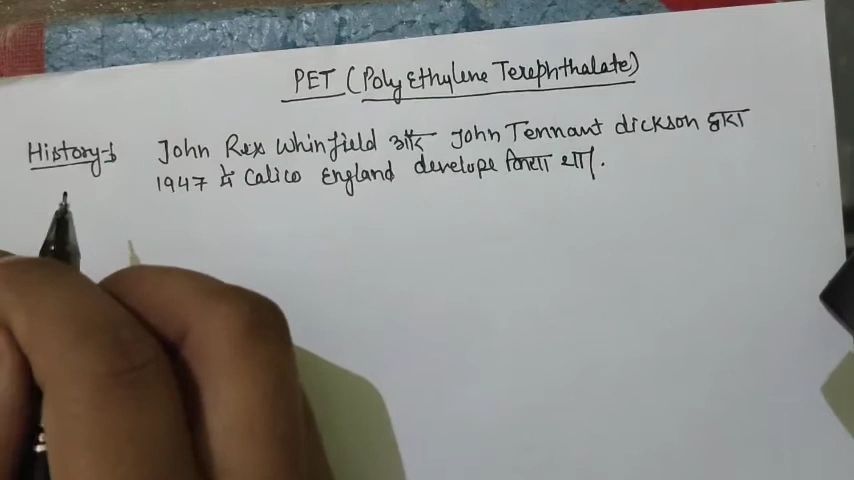 PET (Poly Ethylene Terephthalate)
History :- John Rex Whinfield और John Tennant dickson द्वारा
1947 में Calico England develope किया था.